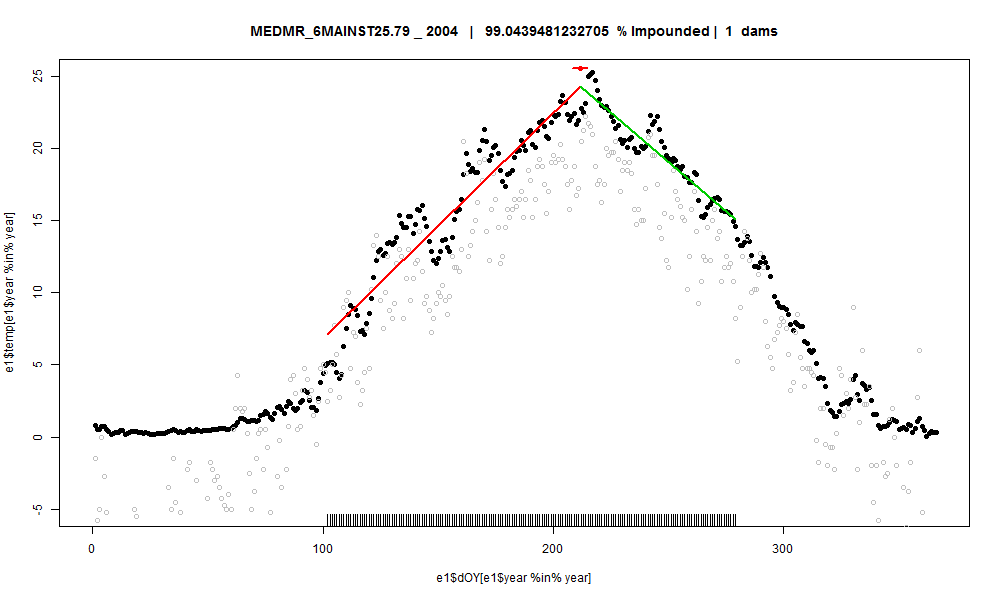 MEDMR_6MAINST25.79 _ 2004 | 99.0439481232705 % Impounded | 1 dams
e1$temp[e1$year %in% year]
25
20
15
10
5
0
-5
0 100 200 300
e1$dOY[e1$year %in% year]